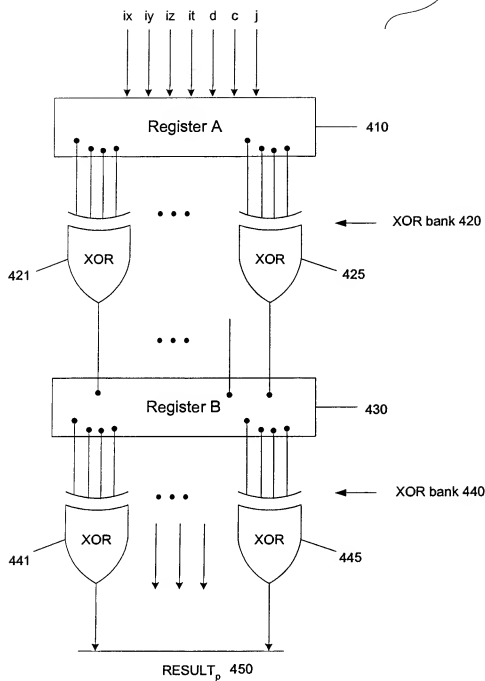 ix iy iz it d c j
Register A
410
XOR bank 420
XOR
XOR
421
425
...
Register B
430
XOR bank 440
XOR
XOR
441
445
RESULTp 450